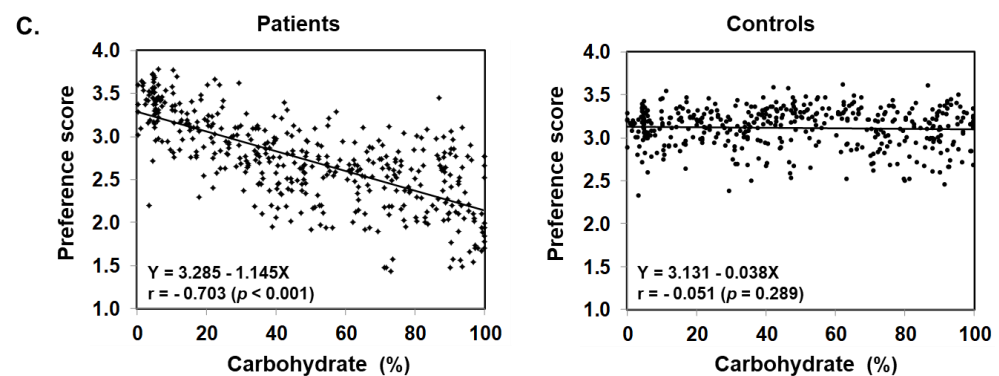 C.
Patients
Preference score
4.0
3.5
3.0
2.5
2.0
1.5
1.0
Y = 3.285 - 1.145X
r = - 0.703 (p < 0.001)
0 20 40 60 80 100
Carbohydrate (%)
Controls
Preference score
4.0
3.5
3.0
2.5
2.0
1.5
1.0
Y = 3.131 - 0.038X
r = - 0.051 (p = 0.289)
0 20 40 60 80 100
Carbohydrate (%)